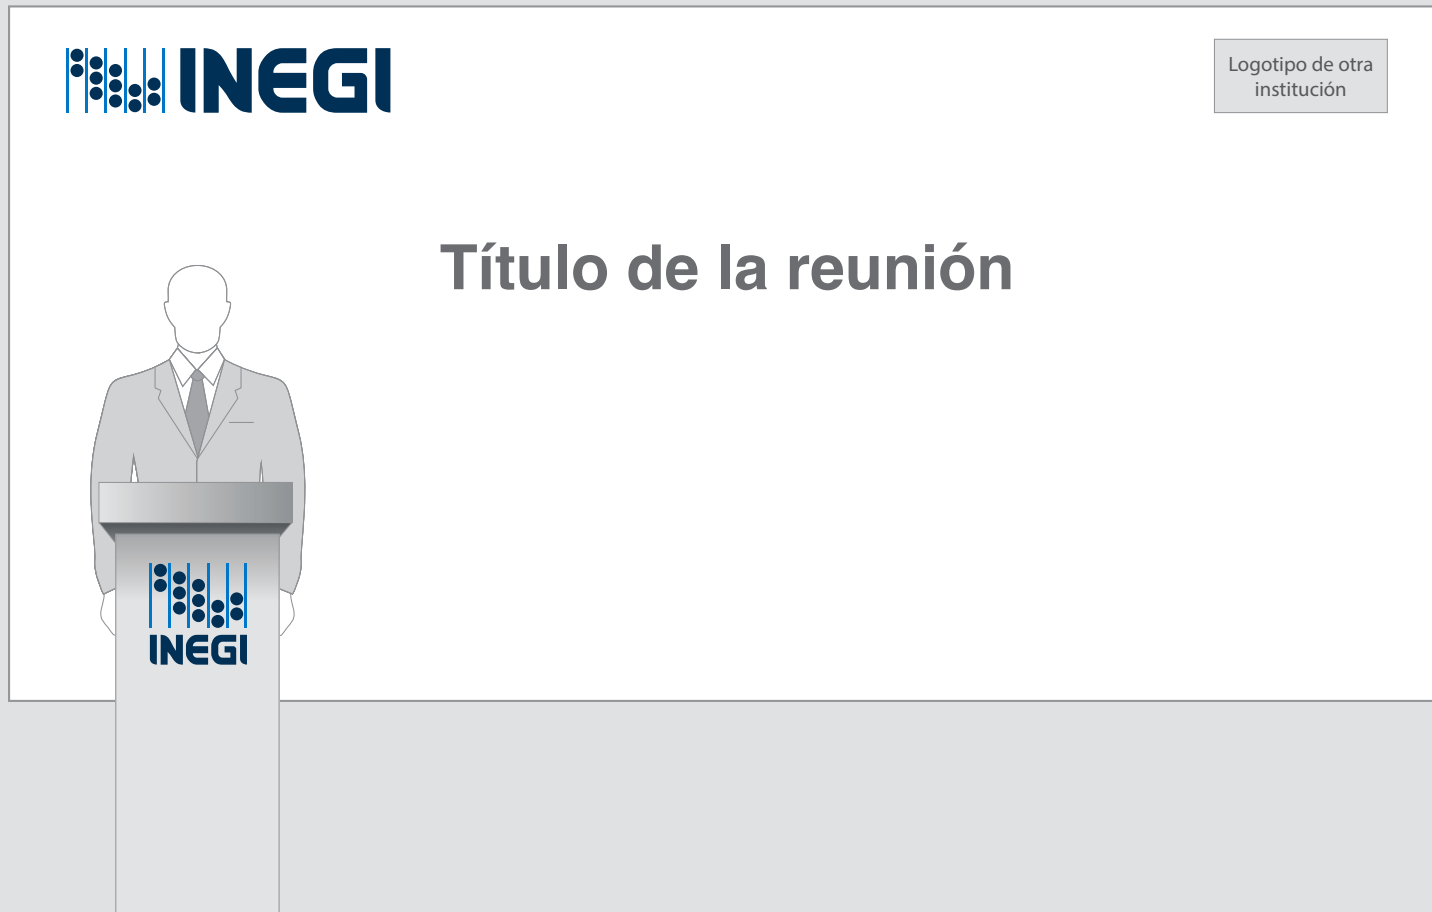 INEGI
Logotipo de otra
institución
Título de la reunión
INEGI